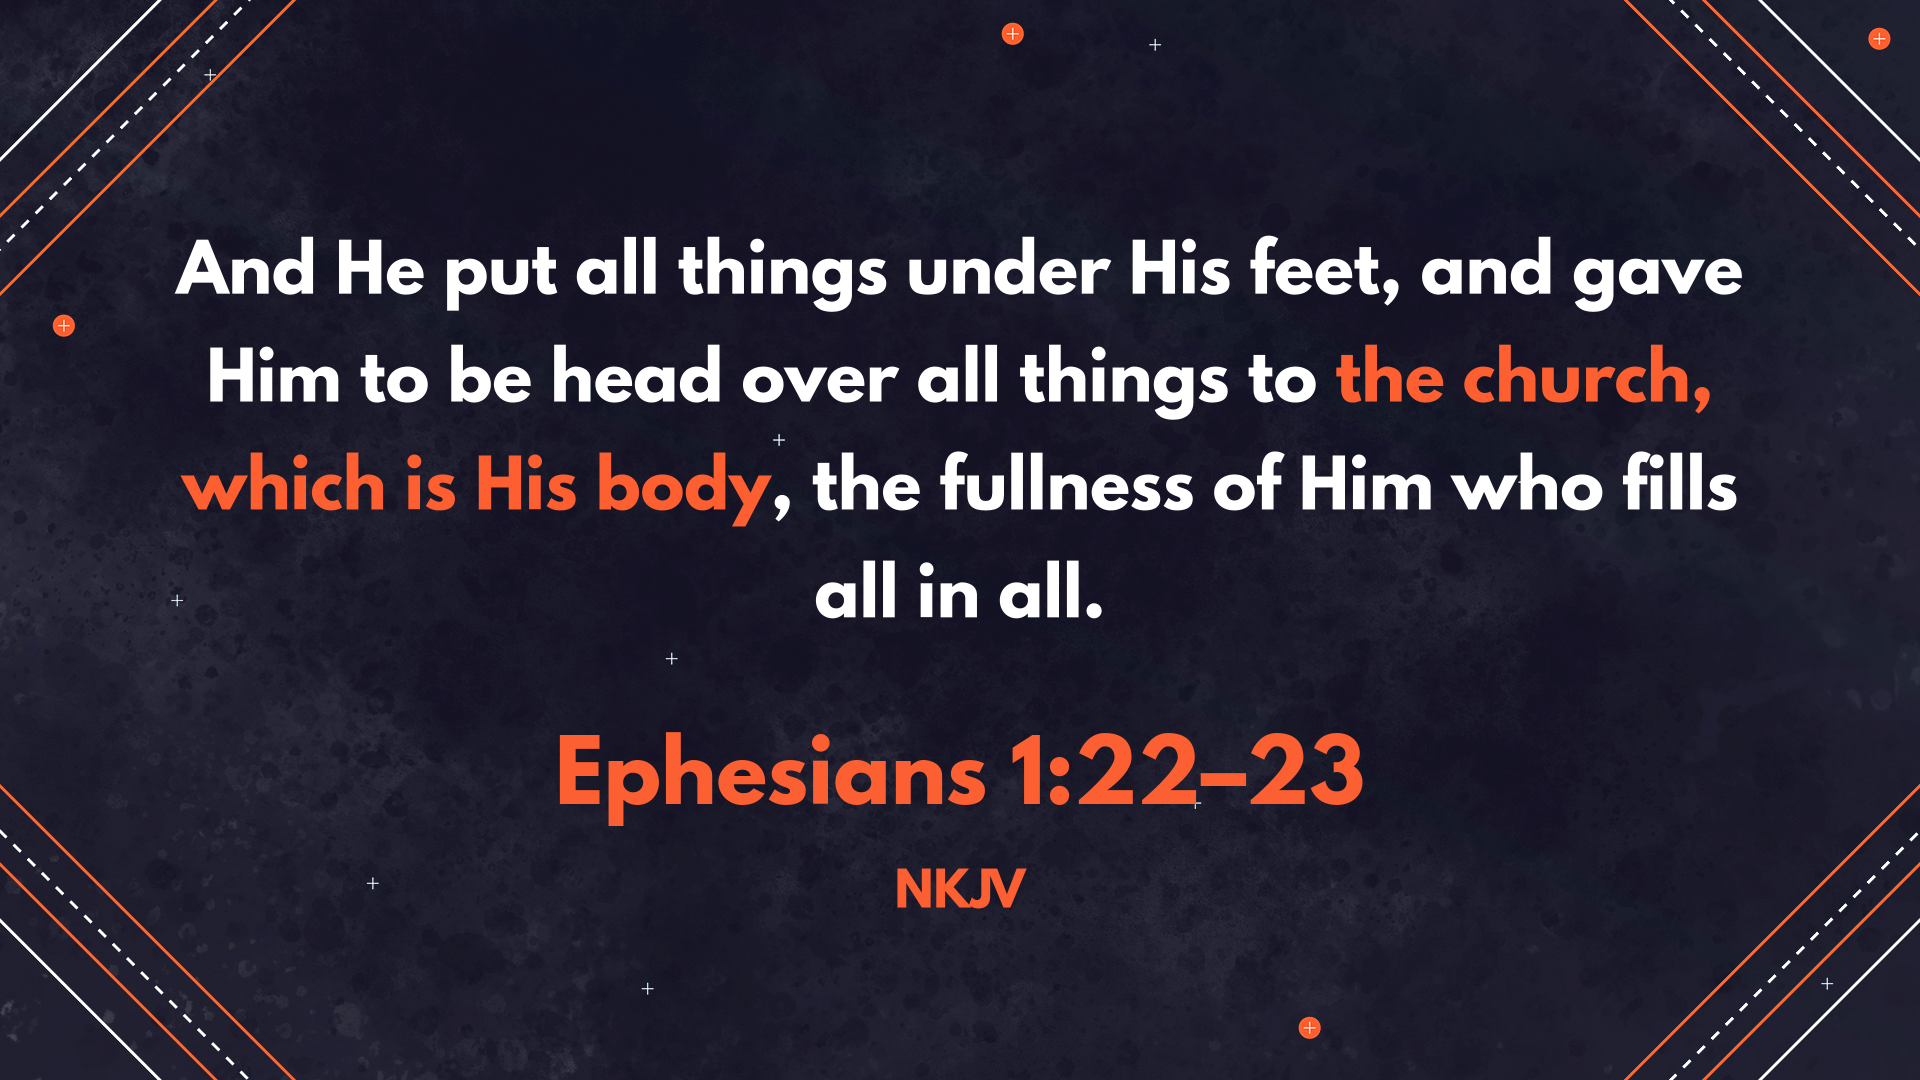 And He put all things under His feet, and gave
Him to be head over all things to the church,
which is His body, the fullness of Him who fills
all in all.
Ephesians 1:22–23
NKJV